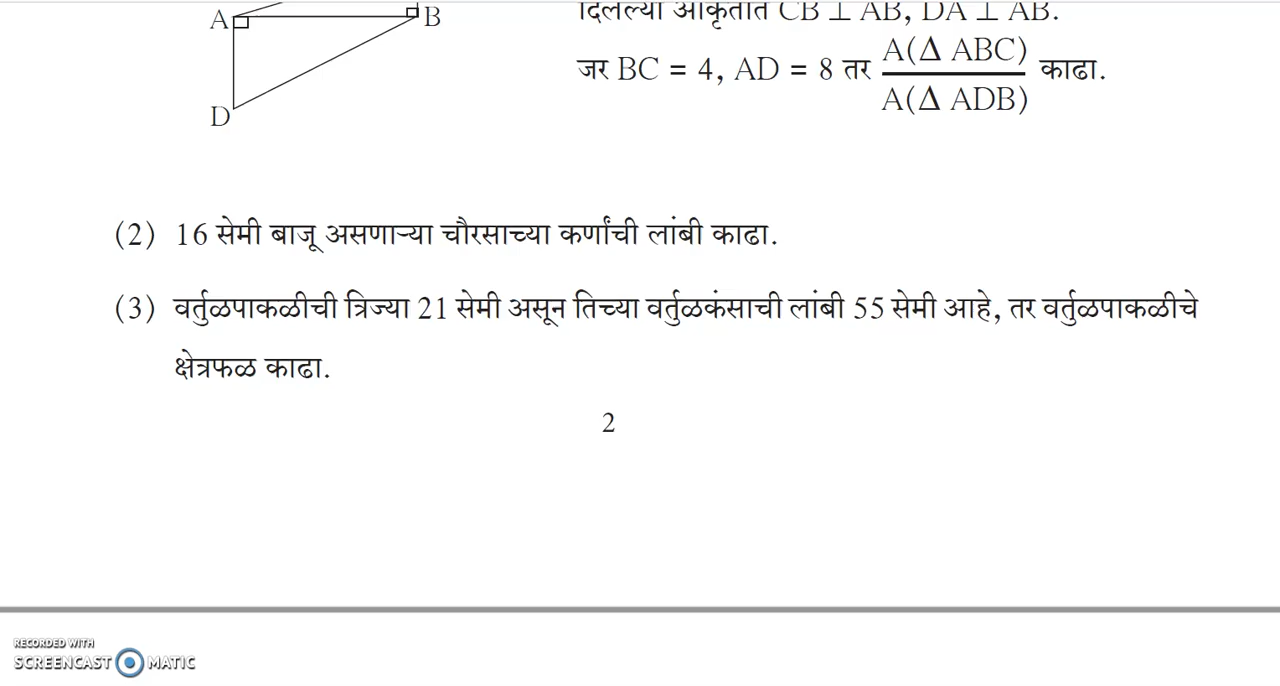 A B दिलेल्या आकृतीत CB ⊥ AB, DA ⊥ AB.
जर BC = 4, AD = 8 तर A(Δ ABC) / A(Δ ADB) काढा.
D
(2) 16 सेमी बाजू असणाऱ्या चौरसाच्या कर्णाची लांबी काढा.
(3) वर्तुळपाकळीची त्रिज्या 21 सेमी असून तिच्या वर्तुळकंसाची लांबी 55 सेमी आहे, तर वर्तुळपाकळीचे
क्षेत्रफळ काढा.
2
RECORDED WITH
SCREENCAST MATIC